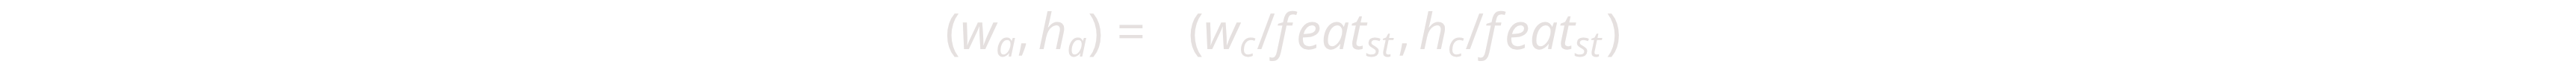 (w_a, h_a) = (w_c/feat_st, h_c/feat_st)